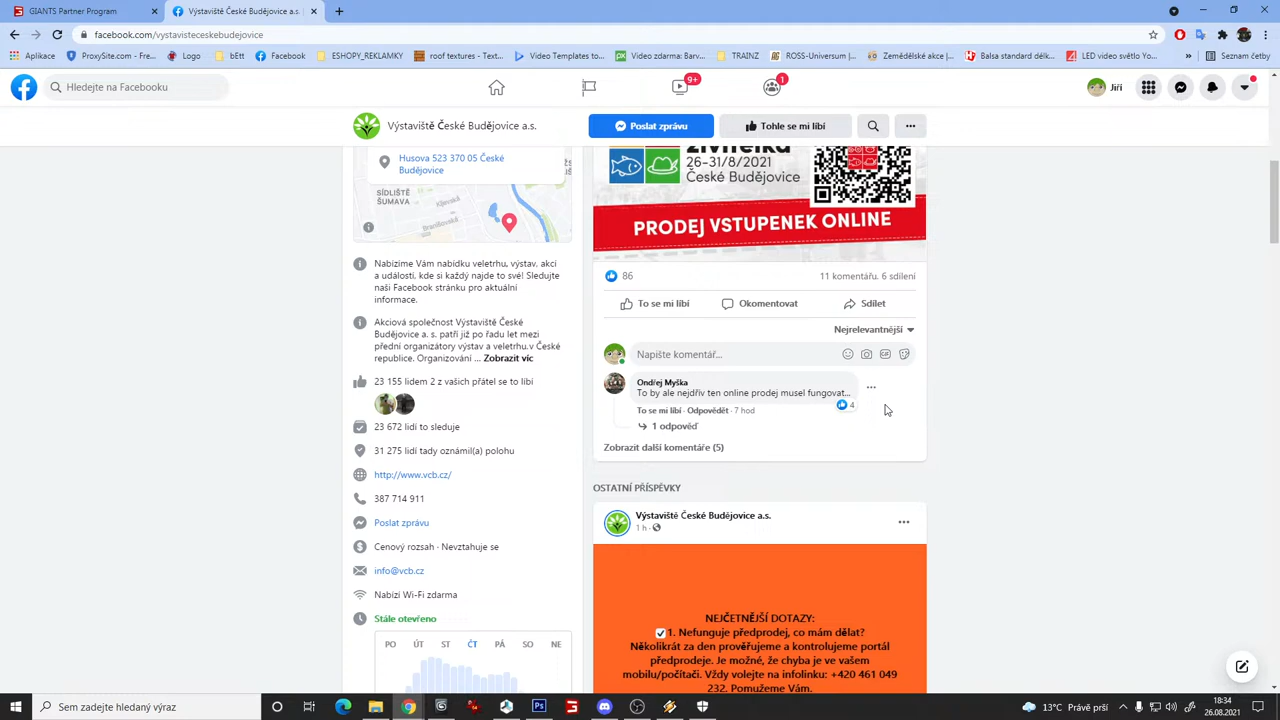 GIANTS Partner Program
Výstaviště České Budějovice a.s.
facebook.com/vystavisteceskebudejovice
Aplikace
ProxySite.com - Fre...
Logo
bEtt
Facebook
ESHOPY_REKLAMKY
roof textures - Text...
Video Templates to...
Video zdarma: Barv...
TRAINZ
ROSS-Universum |...
Zemědělské akce |...
Balsa standard délk...
LED video světlo Yo...
Seznam četby
Hledejte na Facebooku
9+
1
Jiří
Výstaviště České Budějovice a.s.
Poslat zprávu
Tohle se mi líbí
Husova 523 370 05 České
Budějovice
SÍDLIŠTĚ
ŠUMAVA
Kljevská
Branišovská
Nabízíme Vám nabídku veletrhu, výstav, akcí
a událostí, kde si každý najde to své! Sledujte
naši Facebook stránku pro aktuální
informace.
Akciová společnost Výstaviště České
Budějovice a. s. patří již po řadu let mezi
přední organizátory výstav a veletrhu.v České
republice. Organizování ... Zobrazit víc
23 155 lidem 2 z vašich přátel se to líbí
23 672 lidí to sleduje
31 275 lidí tady oznámil(a) polohu
http://www.vcb.cz/
387 714 911
Poslat zprávu
Cenový rozsah · Nevztahuje se
info@vcb.cz
Nabízí Wi-Fi zdarma
Stále otevřeno
PO ÚT ST ČT PÁ SO NE
živitelka
26-31/8/2021
České Budějovice
PRODEJ VSTUPENEK ONLINE
86
11 komentářů. 6 sdílení
To se mi líbí
Okomentovat
Sdílet
Nejrelevantnější
Napište komentář...
GIF
Ondřej Myška
To by ale nejdřív ten online prodej musel fungovat...
4
To se mi líbí · Odpovědět · 7 hod
1 odpověď
Zobrazit další komentáře (5)
OSTATNÍ PŘÍSPĚVKY
Výstaviště České Budějovice a.s.
1 h ·
NEJČETNĚJŠÍ DOTAZY:
1. Nefunguje předprodej, co mám dělat?
Několikrát za den prověřujeme a kontrolujeme portál
předprodeje. Je možné, že chyba je ve vašem
mobilu/počítači. Vždy volejte na infolinku: +420 461 049
232. Pomužeme Vám.
Sem zadejte hledaný výraz
13°C Právě prší
18:34
26.08.2021